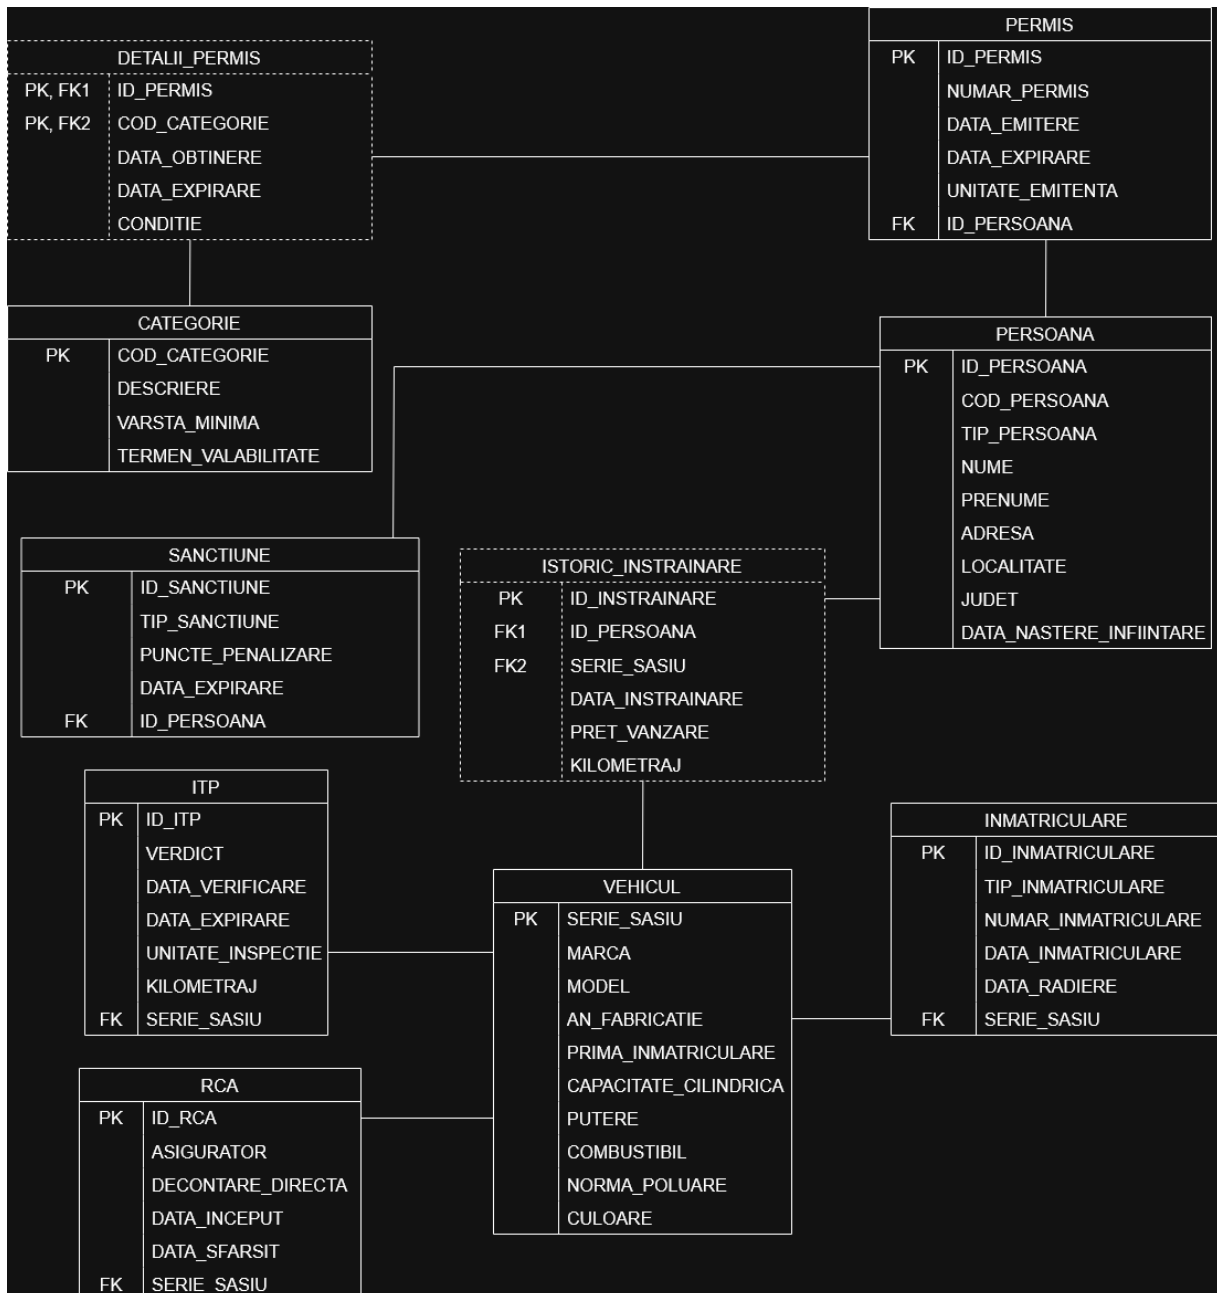 DETALII_PERMIS
PK, FK1 ID_PERMIS
PK, FK2 COD_CATEGORIE
DATA_OBTINERE
DATA_EXPIRARE
CONDITIE
PERMIS
PK ID_PERMIS
NUMAR_PERMIS
DATA_EMITERE
DATA_EXPIRARE
UNITATE_EMITENTA
FK ID_PERSOANA
CATEGORIE
PK COD_CATEGORIE
DESCRIERE
VARSTA_MINIMA
TERMEN_VALABILITATE
PERSOANA
PK ID_PERSOANA
COD_PERSOANA
TIP_PERSOANA
NUME
PRENUME
ADRESA
LOCALITATE
JUDET
DATA_NASTERE_INFIINTARE
SANCTIUNE
PK ID_SANCTIUNE
TIP_SANCTIUNE
PUNCTE_PENALIZARE
DATA_EXPIRARE
FK ID_PERSOANA
ISTORIC_INSTRAINARE
PK ID_INSTRAINARE
FK1 ID_PERSOANA
FK2 SERIE_SASIU
DATA_INSTRAINARE
PRET_VANZARE
KILOMETRAJ
ITP
PK ID_ITP
VERDICT
DATA_VERIFICARE
DATA_EXPIRARE
UNITATE_INSPECTIE
KILOMETRAJ
FK SERIE_SASIU
VEHICUL
PK SERIE_SASIU
MARCA
MODEL
AN_FABRICATIE
PRIMA_INMATRICULARE
CAPACITATE_CILINDRICA
PUTERE
COMBUSTIBIL
NORMA_POLUARE
CULOARE
INMATRICULARE
PK ID_INMATRICULARE
TIP_INMATRICULARE
NUMAR_INMATRICULARE
DATA_INMATRICULARE
DATA_RADIERE
FK SERIE_SASIU
RCA
PK ID_RCA
ASIGURATOR
DECONTARE_DIRECTA
DATA_INCEPUT
DATA_SFARSIT
FK SERIE_SASIU